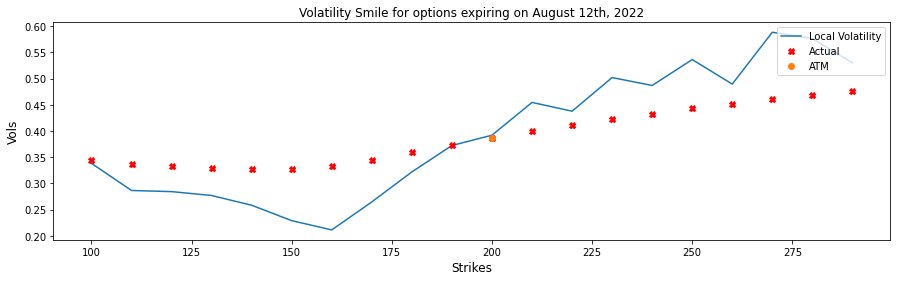 Volatility Smile for options expiring on August 12th, 2022
Local Volatility
Actual
ATM
Vols
0.60
0.55
0.50
0.45
0.40
0.35
0.30
0.25
0.20
100
125
150
175
200
225
250
275
Strikes